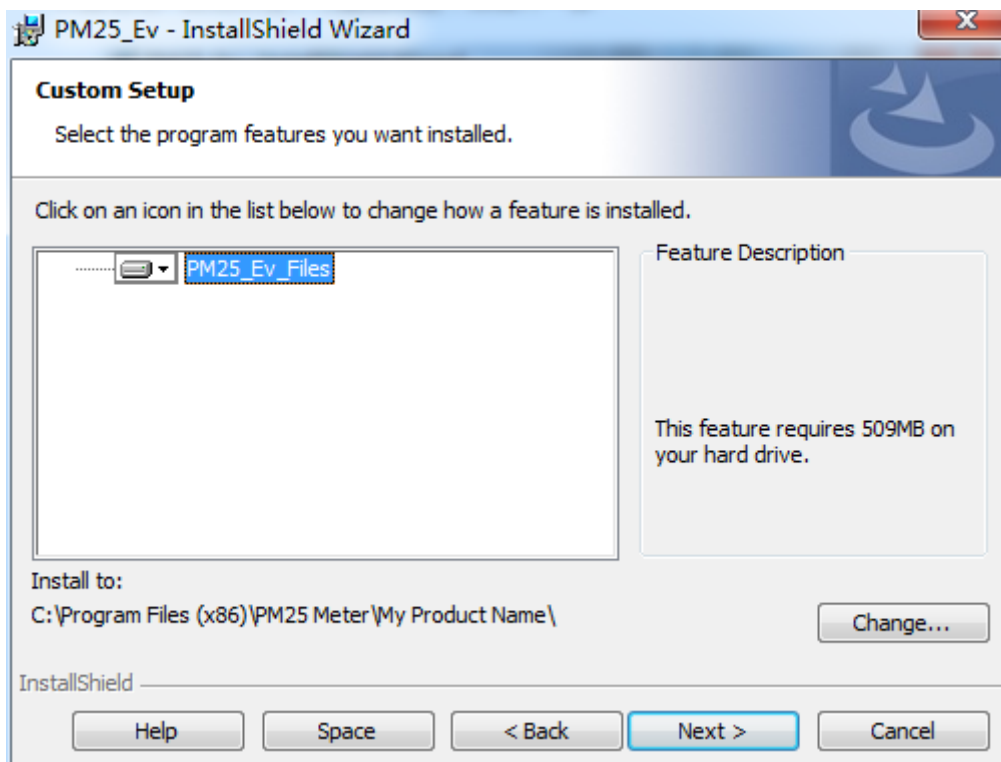 PM25_Ev - InstallShield Wizard
Custom Setup
Select the program features you want installed.
Click on an icon in the list below to change how a feature is installed.
PM25_Ev_Files
Feature Description
This feature requires 509MB on
your hard drive.
Install to:
C:\Program Files (x86)\PM25 Meter\My Product Name\
Change...
InstallShield
Help
Space
< Back
Next >
Cancel